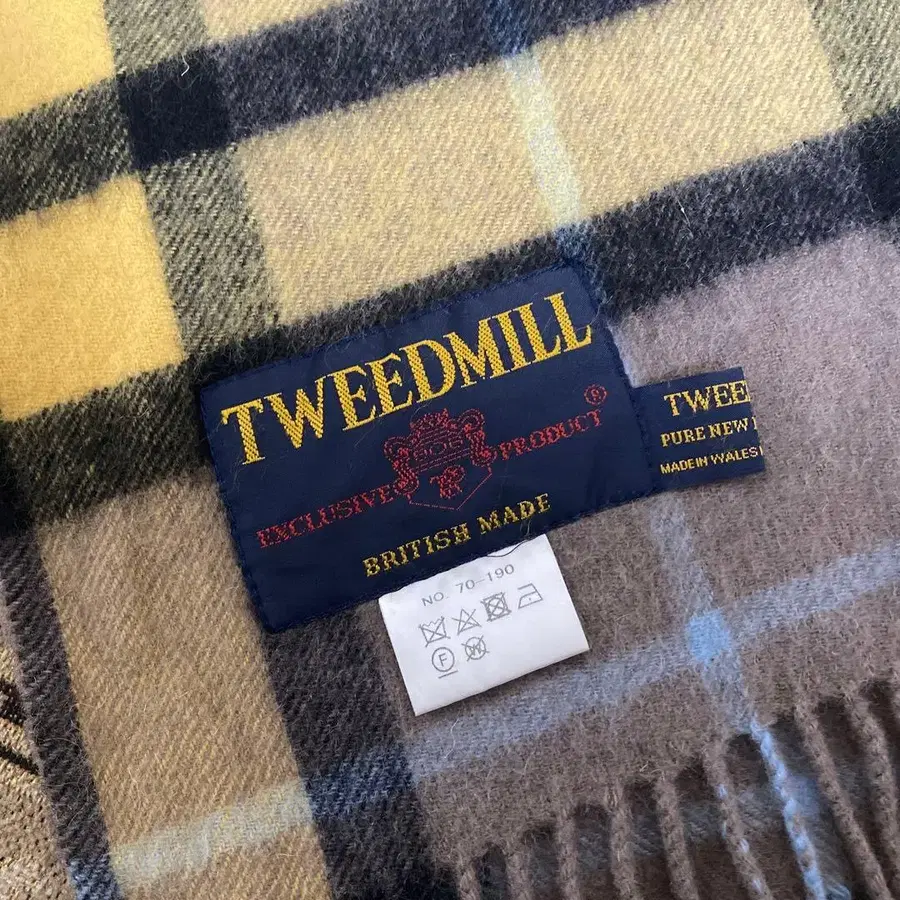 TWEEDMILL
EXCLUSIVE PRODUCT ®
BRITISH MADE
TWEE
PURE NEW
MADE IN WALES
NO. 70-190
F
W